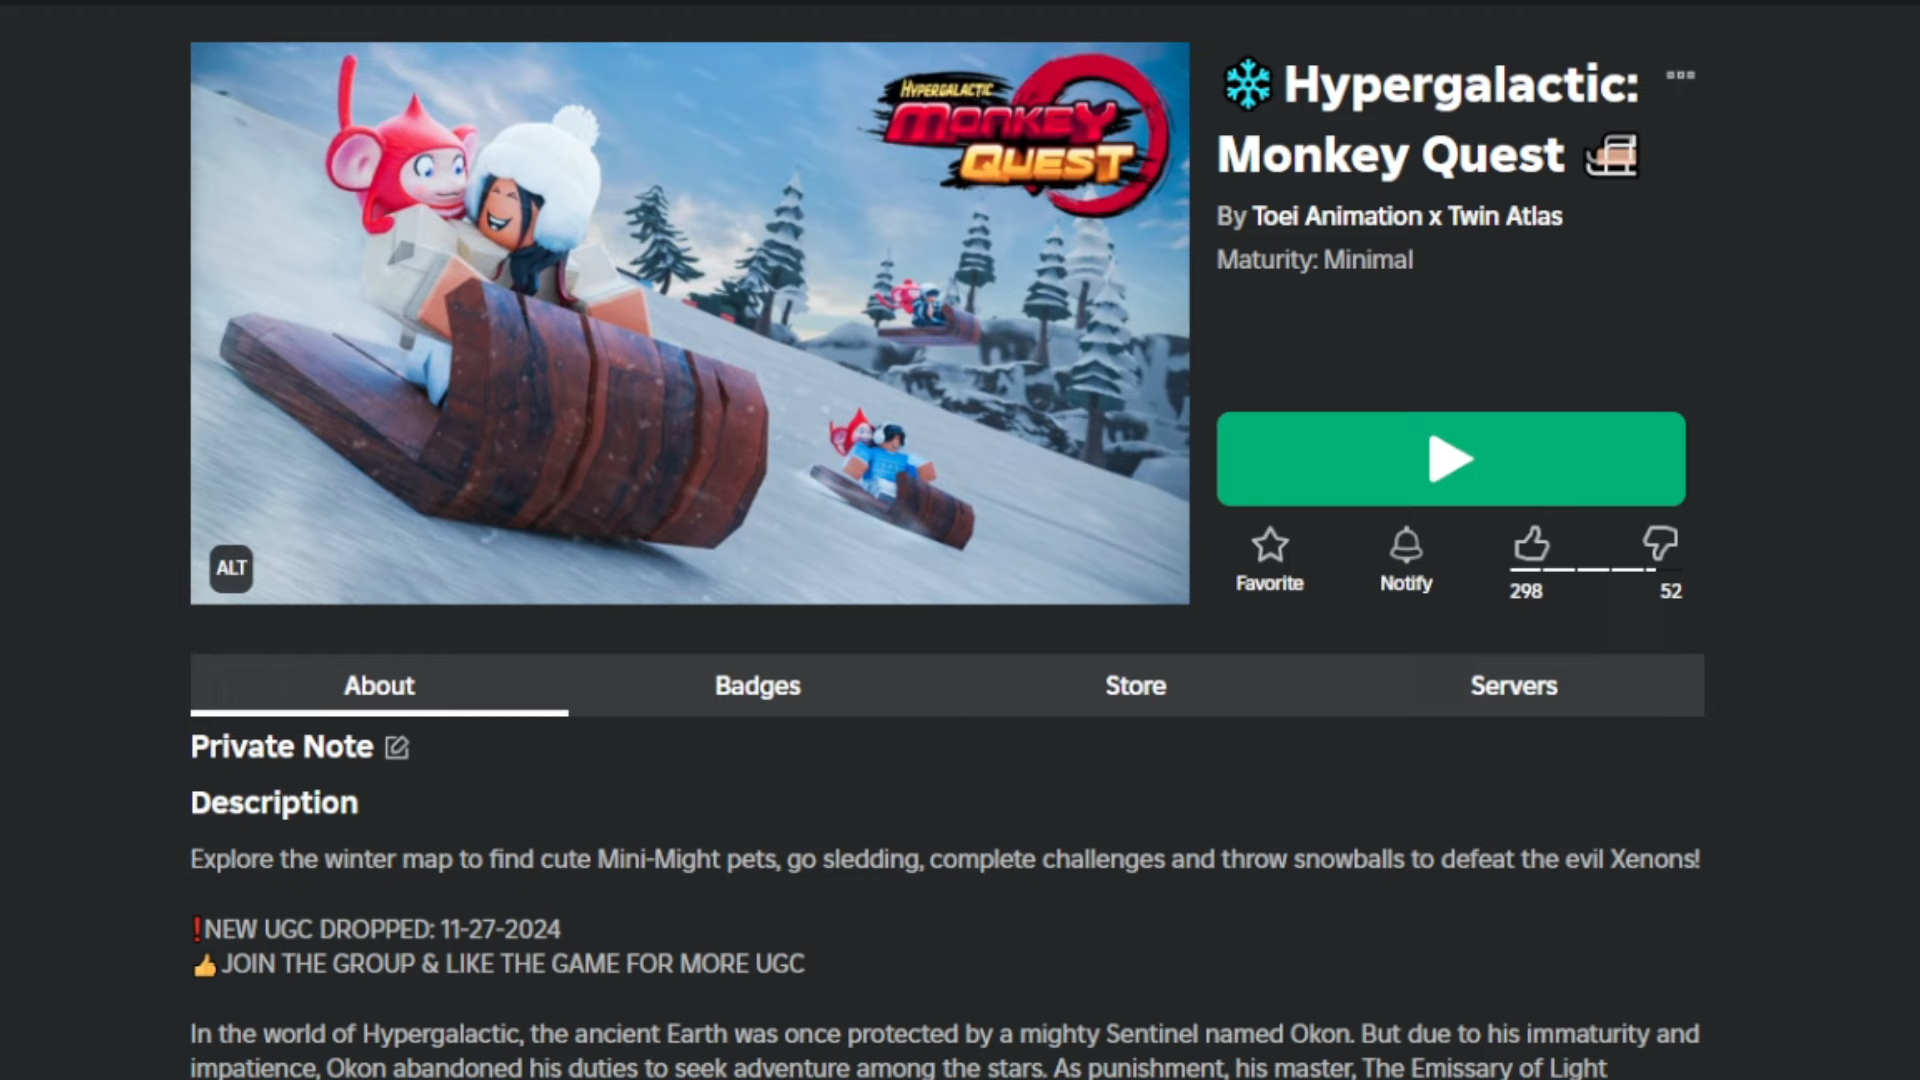 HYPERGALACTIC
MONKEY
QUEST
ALT
❄️ Hypergalactic:
Monkey Quest 🛷
By Toei Animation x Twin Atlas
Maturity: Minimal
Favorite
Notify
298
52
About
Badges
Store
Servers
Private Note
Description
Explore the winter map to find cute Mini-Might pets, go sledding, complete challenges and throw snowballs to defeat the evil Xenons!
❗NEW UGC DROPPED: 11-27-2024
👍JOIN THE GROUP & LIKE THE GAME FOR MORE UGC
In the world of Hypergalactic, the ancient Earth was once protected by a mighty Sentinel named Okon. But due to his immaturity and
impatience, Okon abandoned his duties to seek adventure among the stars. As punishment, his master, The Emissary of Light